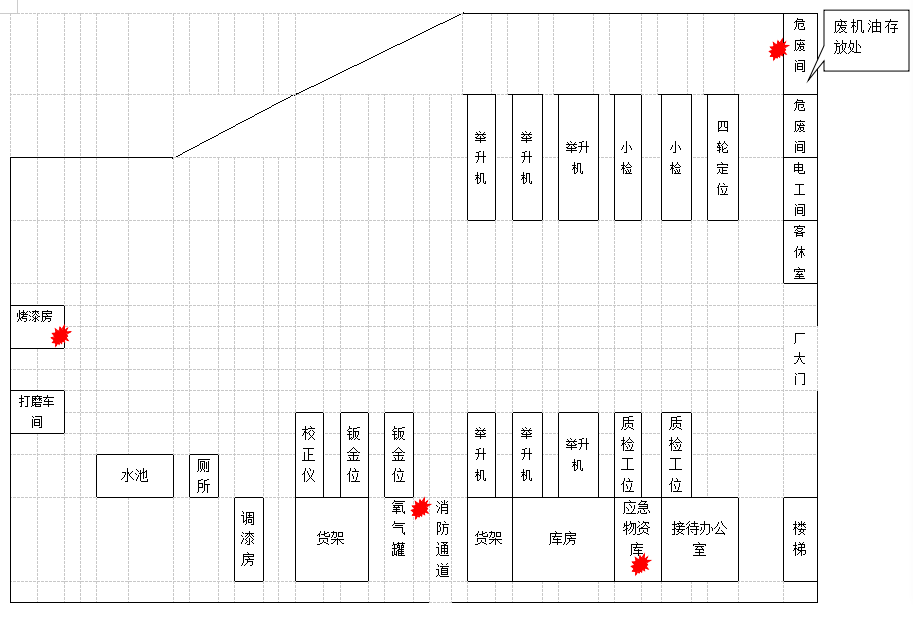 危
废
间
废机油存
放处
举
升
机
举
升
机
举升
机
小
检
小
检
四
轮
定
位
危
废
间
电
工
间
客
休
室
烤漆房
厂
大
门
打磨车
间
水池
厕
所
校
正
仪
钣
金
位
钣
金
位
举
升
机
举
升
机
举升
机
质
检
工
位
质
检
工
位
调
漆
房
货架
氧
气
罐
消
防
通
道
货架
库房
应急
物资
库
接待办公
室
楼
梯